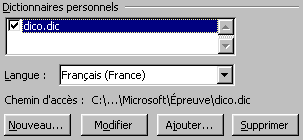 Dictionnaires personnels
dico.dic
Langue : Français (France)
Chemin d'accès : C:\...\Microsoft\Épreuve\dico.dic
Nouveau... Modifier Ajouter... Supprimer